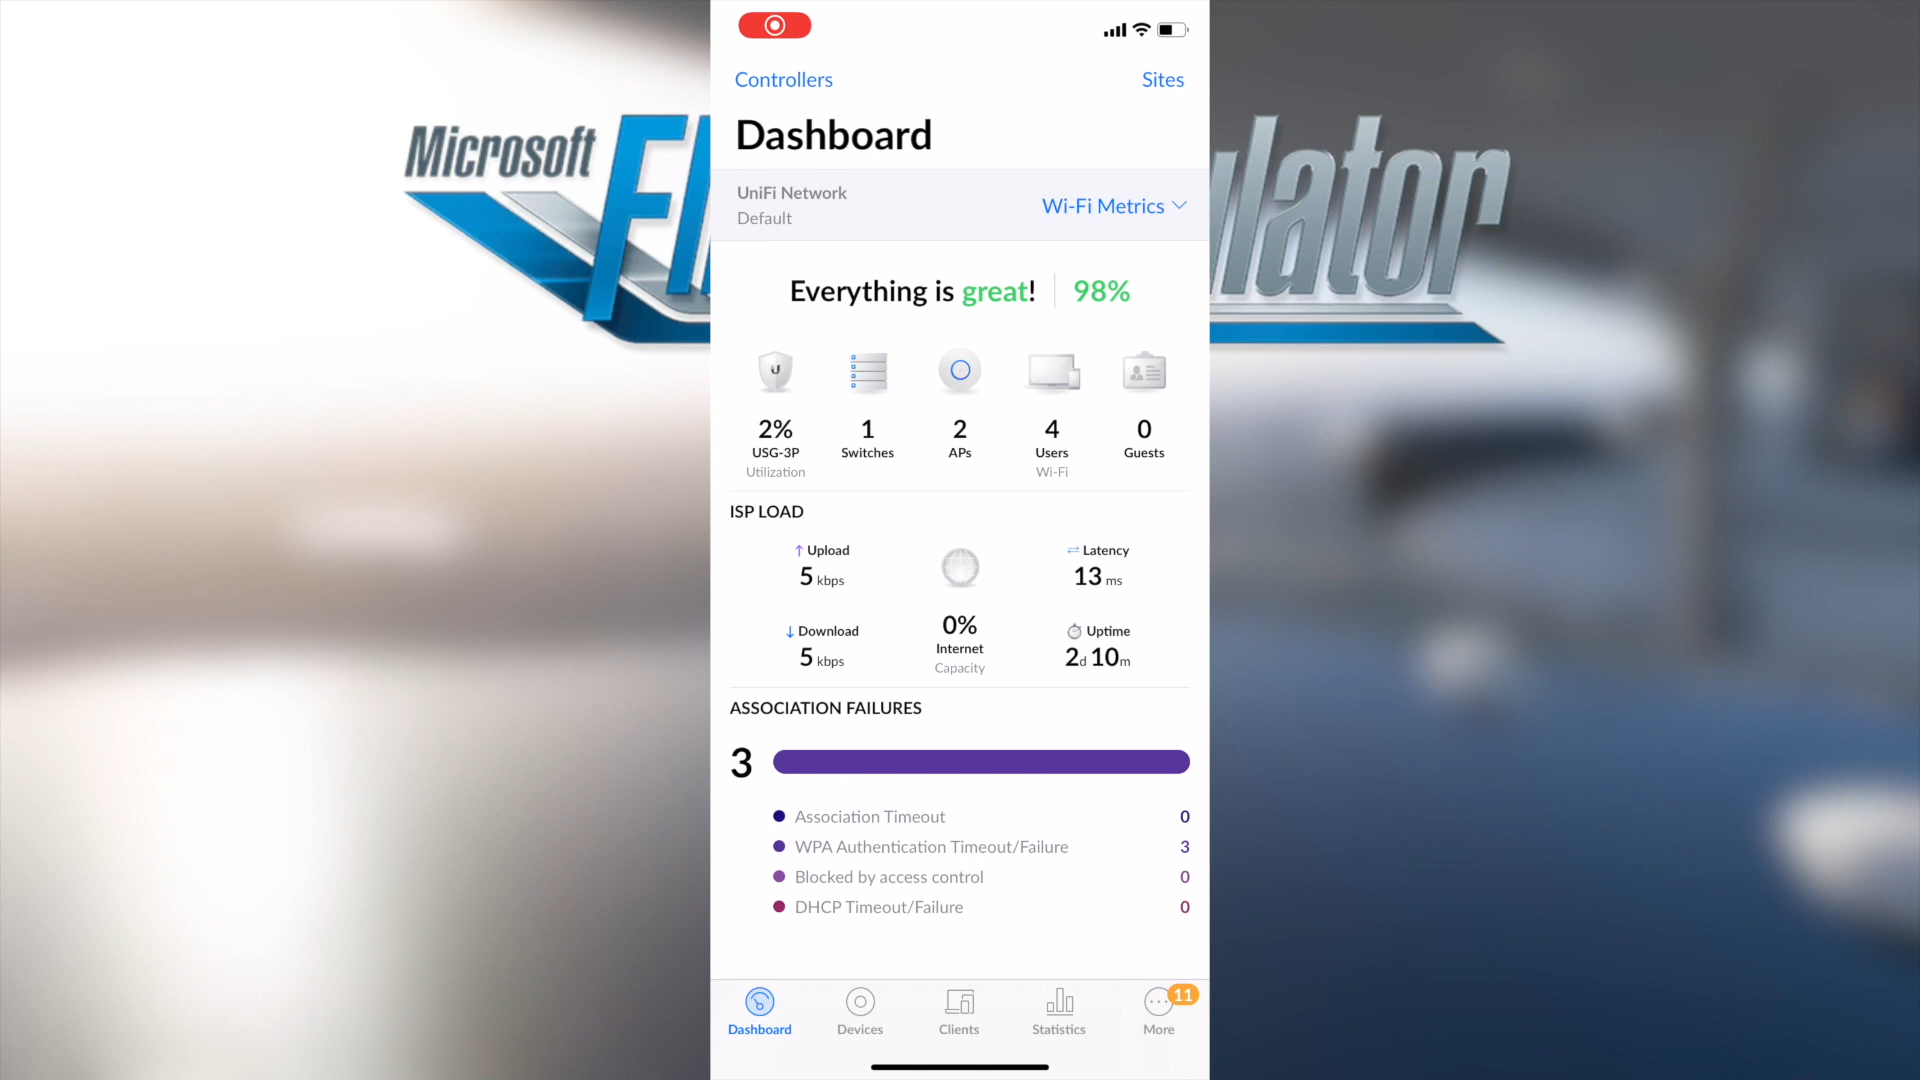 Microsoft
Fl
ulator
Controllers
Sites
Dashboard
UniFi Network
Default
Wi-Fi Metrics
Everything is great!
98%
2%
USG-3P
Utilization
1
Switches
2
APs
4
Users
Wi-Fi
0
Guests
ISP LOAD
Upload
5 kbps
Latency
13 ms
Download
5 kbps
0%
Internet
Capacity
Uptime
2d 10m
ASSOCIATION FAILURES
3
Association Timeout 0
WPA Authentication Timeout/Failure 3
Blocked by access control 0
DHCP Timeout/Failure 0
Dashboard
Devices
Clients
Statistics
More
11